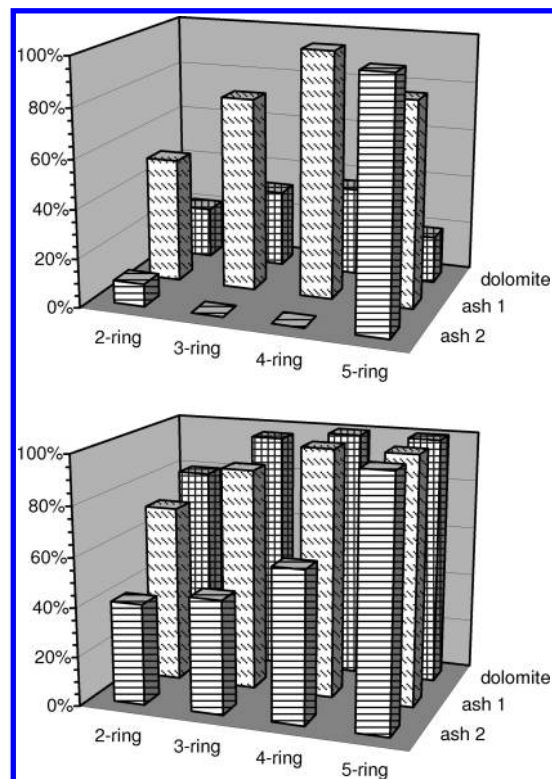 100%
80%
60%
40%
20%
0%
2-ring
3-ring
4-ring
5-ring
dolomite
ash 1
ash 2
100%
80%
60%
40%
20%
0%
2-ring
3-ring
4-ring
5-ring
dolomite
ash 1
ash 2